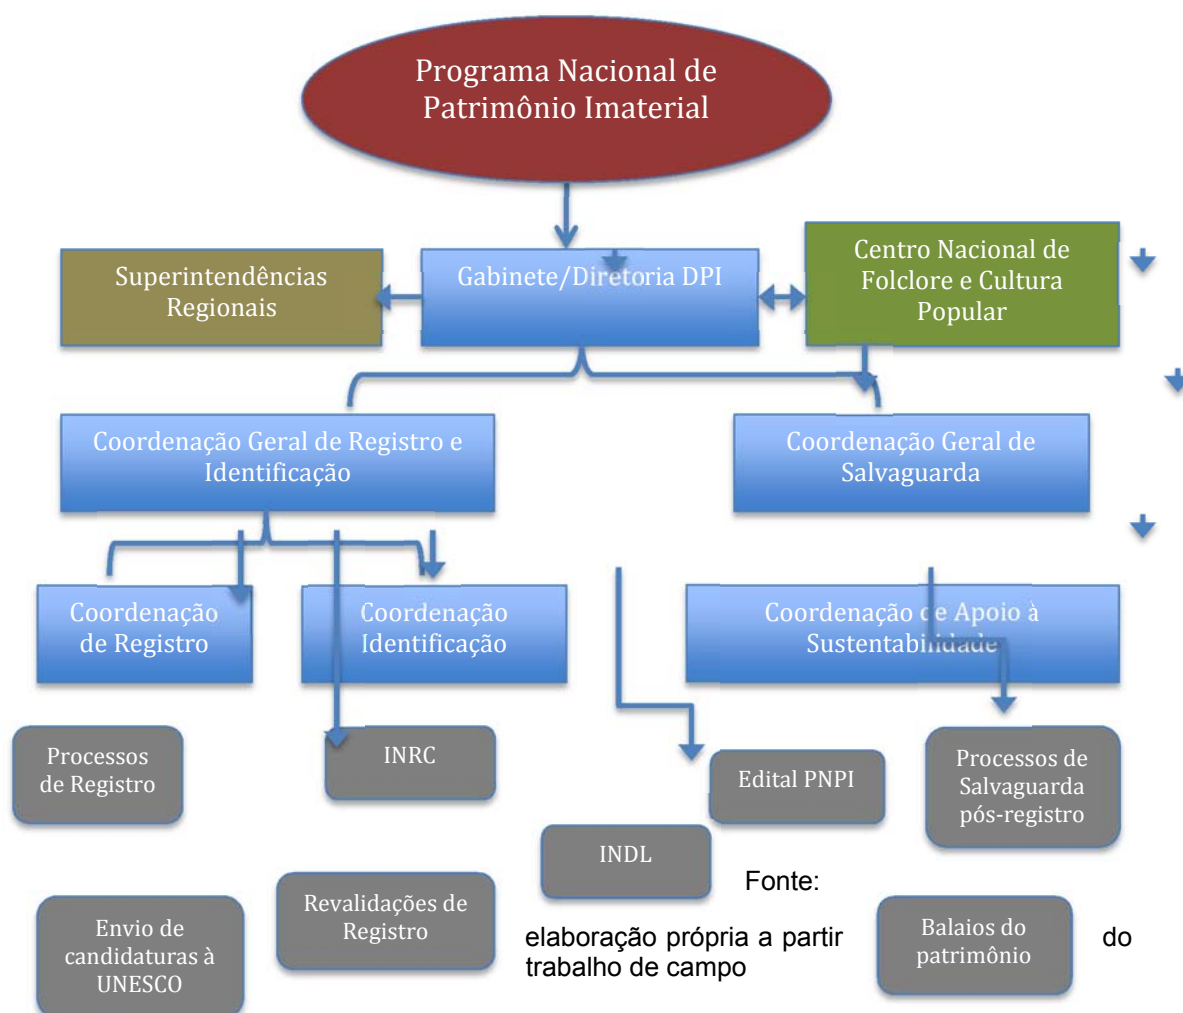 Programa Nacional de
Patrimônio Imaterial
Superintendências
Regionais
Gabinete/Diretoria DPI
Centro Nacional de
Folclore e Cultura
Popular
Coordenação Geral de Registro e
Identificação
Coordenação Geral de
Salvaguarda
Coordenação
de Registro
Coordenação
Identificação
Coordenação de Apoio à
Sustentabilidade
Processos
de Registro
INRC
Edital PNPI
Processos de
Salvaguarda
pós-registro
INDL
Fonte:
Envio de
candidaturas à
UNESCO
Revalidações de
Registro
elaboração própria a partir
trabalho de campo
Balaios do
patrimônio
do